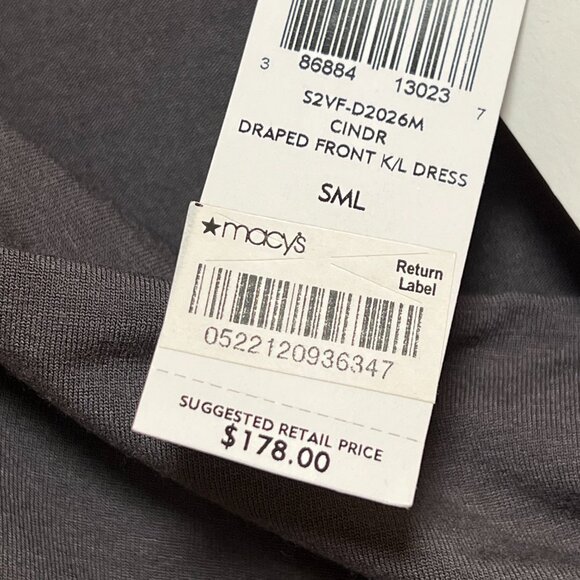 3 86884 13023 7
S2VF-D2026M
CINDR
DRAPED FRONT K/L DRESS
SML
★macy's
Return
Label
0522120936347
SUGGESTED RETAIL PRICE
$178.00